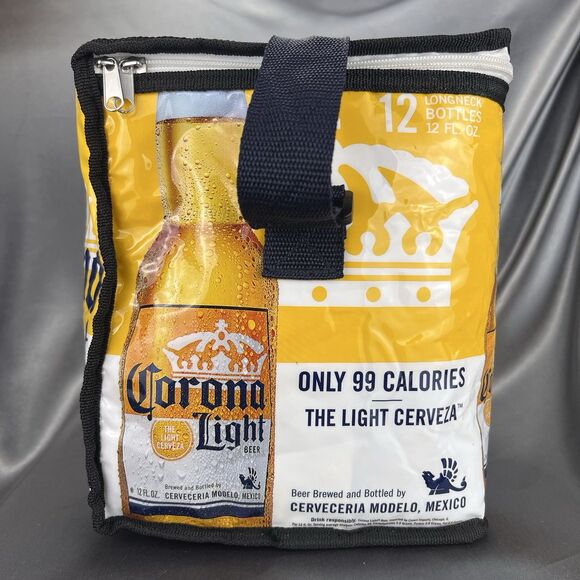 12
LONGNECK
BOTTLES
12 FL. OZ.
Corona
Light
BEER
THE
LIGHT
CERVEZA
Brewed and Bottled by
12 FL. OZ. CERVECERIA MODELO, MEXICO
ONLY 99 CALORIES
THE LIGHT CERVEZA™
Beer Brewed and Bottled by
CERVECERIA MODELO, MEXICO
Drink responsibly.